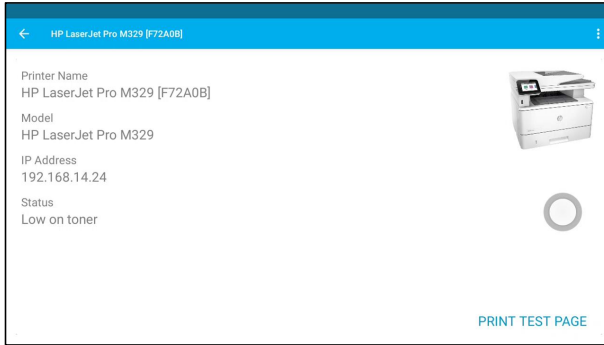 HP LaserJet Pro M329 [F72A0B]
Printer Name
HP LaserJet Pro M329 [F72A0B]
Model
HP LaserJet Pro M329
IP Address
192.168.14.24
Status
Low on toner
PRINT TEST PAGE